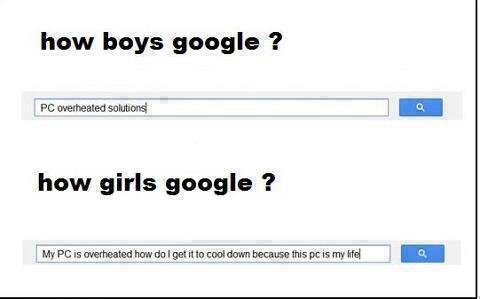 how boys google ?
PC overheated solutions
how girls google ?
My PC is overheated how do I get it to cool down because this pc is my life